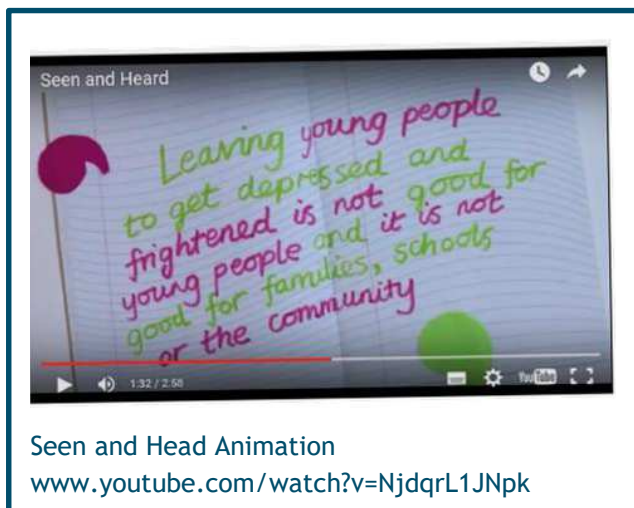 Seen and Heard
Leaving young people
to get depressed and
frightened is not good for
young people and it is not
good for families, schools
or the community
1:32 / 2:58
YouTube
Seen and Head Animation
www.youtube.com/watch?v=NjdqrL1JNpk